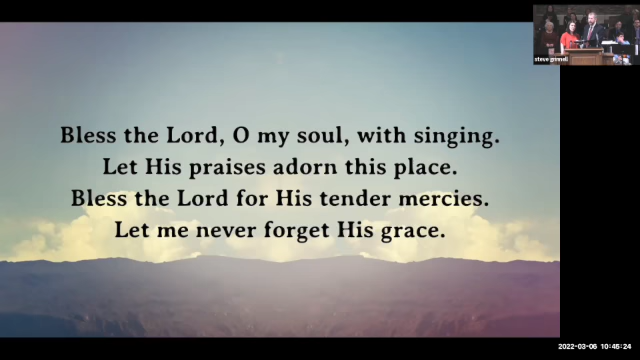 Bless the Lord, O my soul, with singing.
Let His praises adorn this place.
Bless the Lord for His tender mercies.
Let me never forget His grace.
steve grinnell
2022-03-06 10:45:24